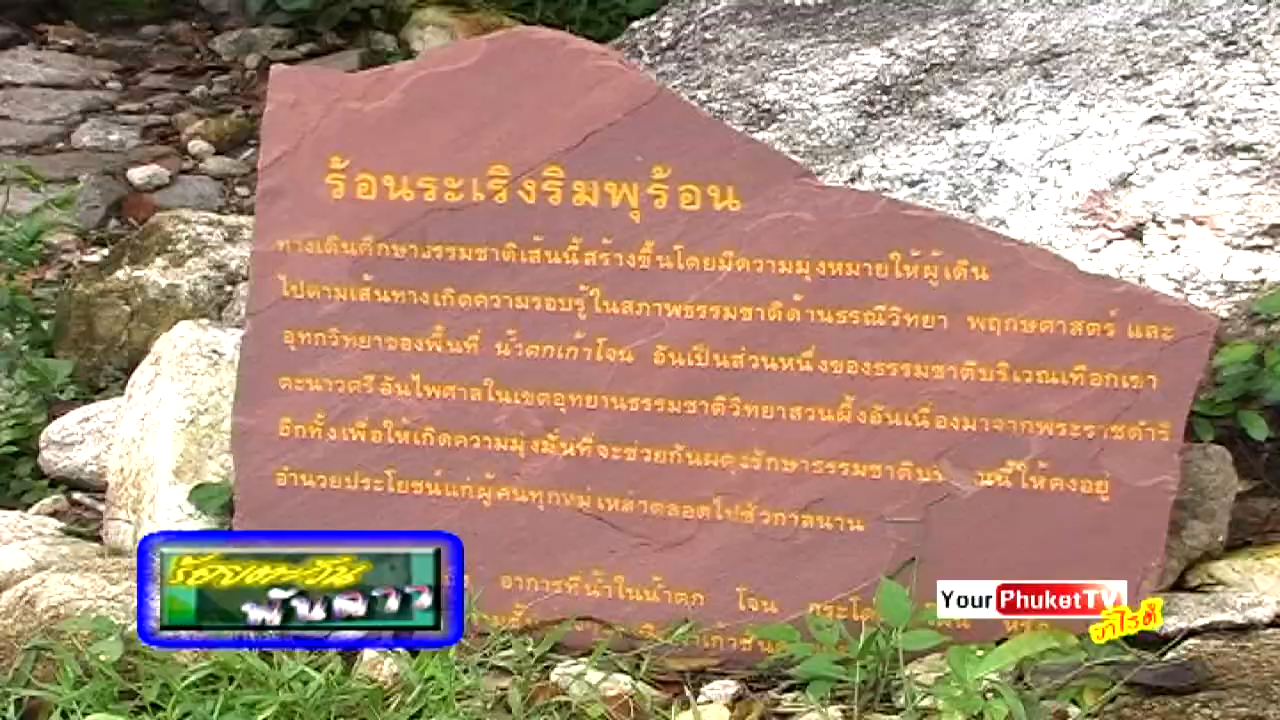 ร้อนระเริงริมพุร้อน
ทางเดินศึกษาธรรมชาติเส้นนี้สร้างขึ้นโดยมีความมุ่งหมายให้ผู้เดิน
ไปตามเส้นทางเกิดความรอบรู้ในสภาพธรรมชาติด้านธรณีวิทยา พฤกษศาสตร์ และ
อุทกวิทยาของพื้นที่ น้ำตกเก้าโจน อันเป็นส่วนหนึ่งของธรรมชาติบริเวณเทือกเขา
ตะนาวศรีอันไพศาลในเขตอุทยานธรรมชาติวิทยาสวนผึ้งอันเนื่องมาจากพระราชดำริ
อีกทั้งเพื่อให้เกิดความมุ่งมั่นที่จะช่วยกันผดุงรักษาธรรมชาติ นี้ให้คงอยู่
อำนวยประโยชน์แก่ผู้คนทุกหมู่เหล่าตลอดไปชั่วกาลนาน
อาการที่น้ำในน้ำตก โจน
ร้อยตะวัน
พันดาว
Your PhuketTV
วาไรตี้